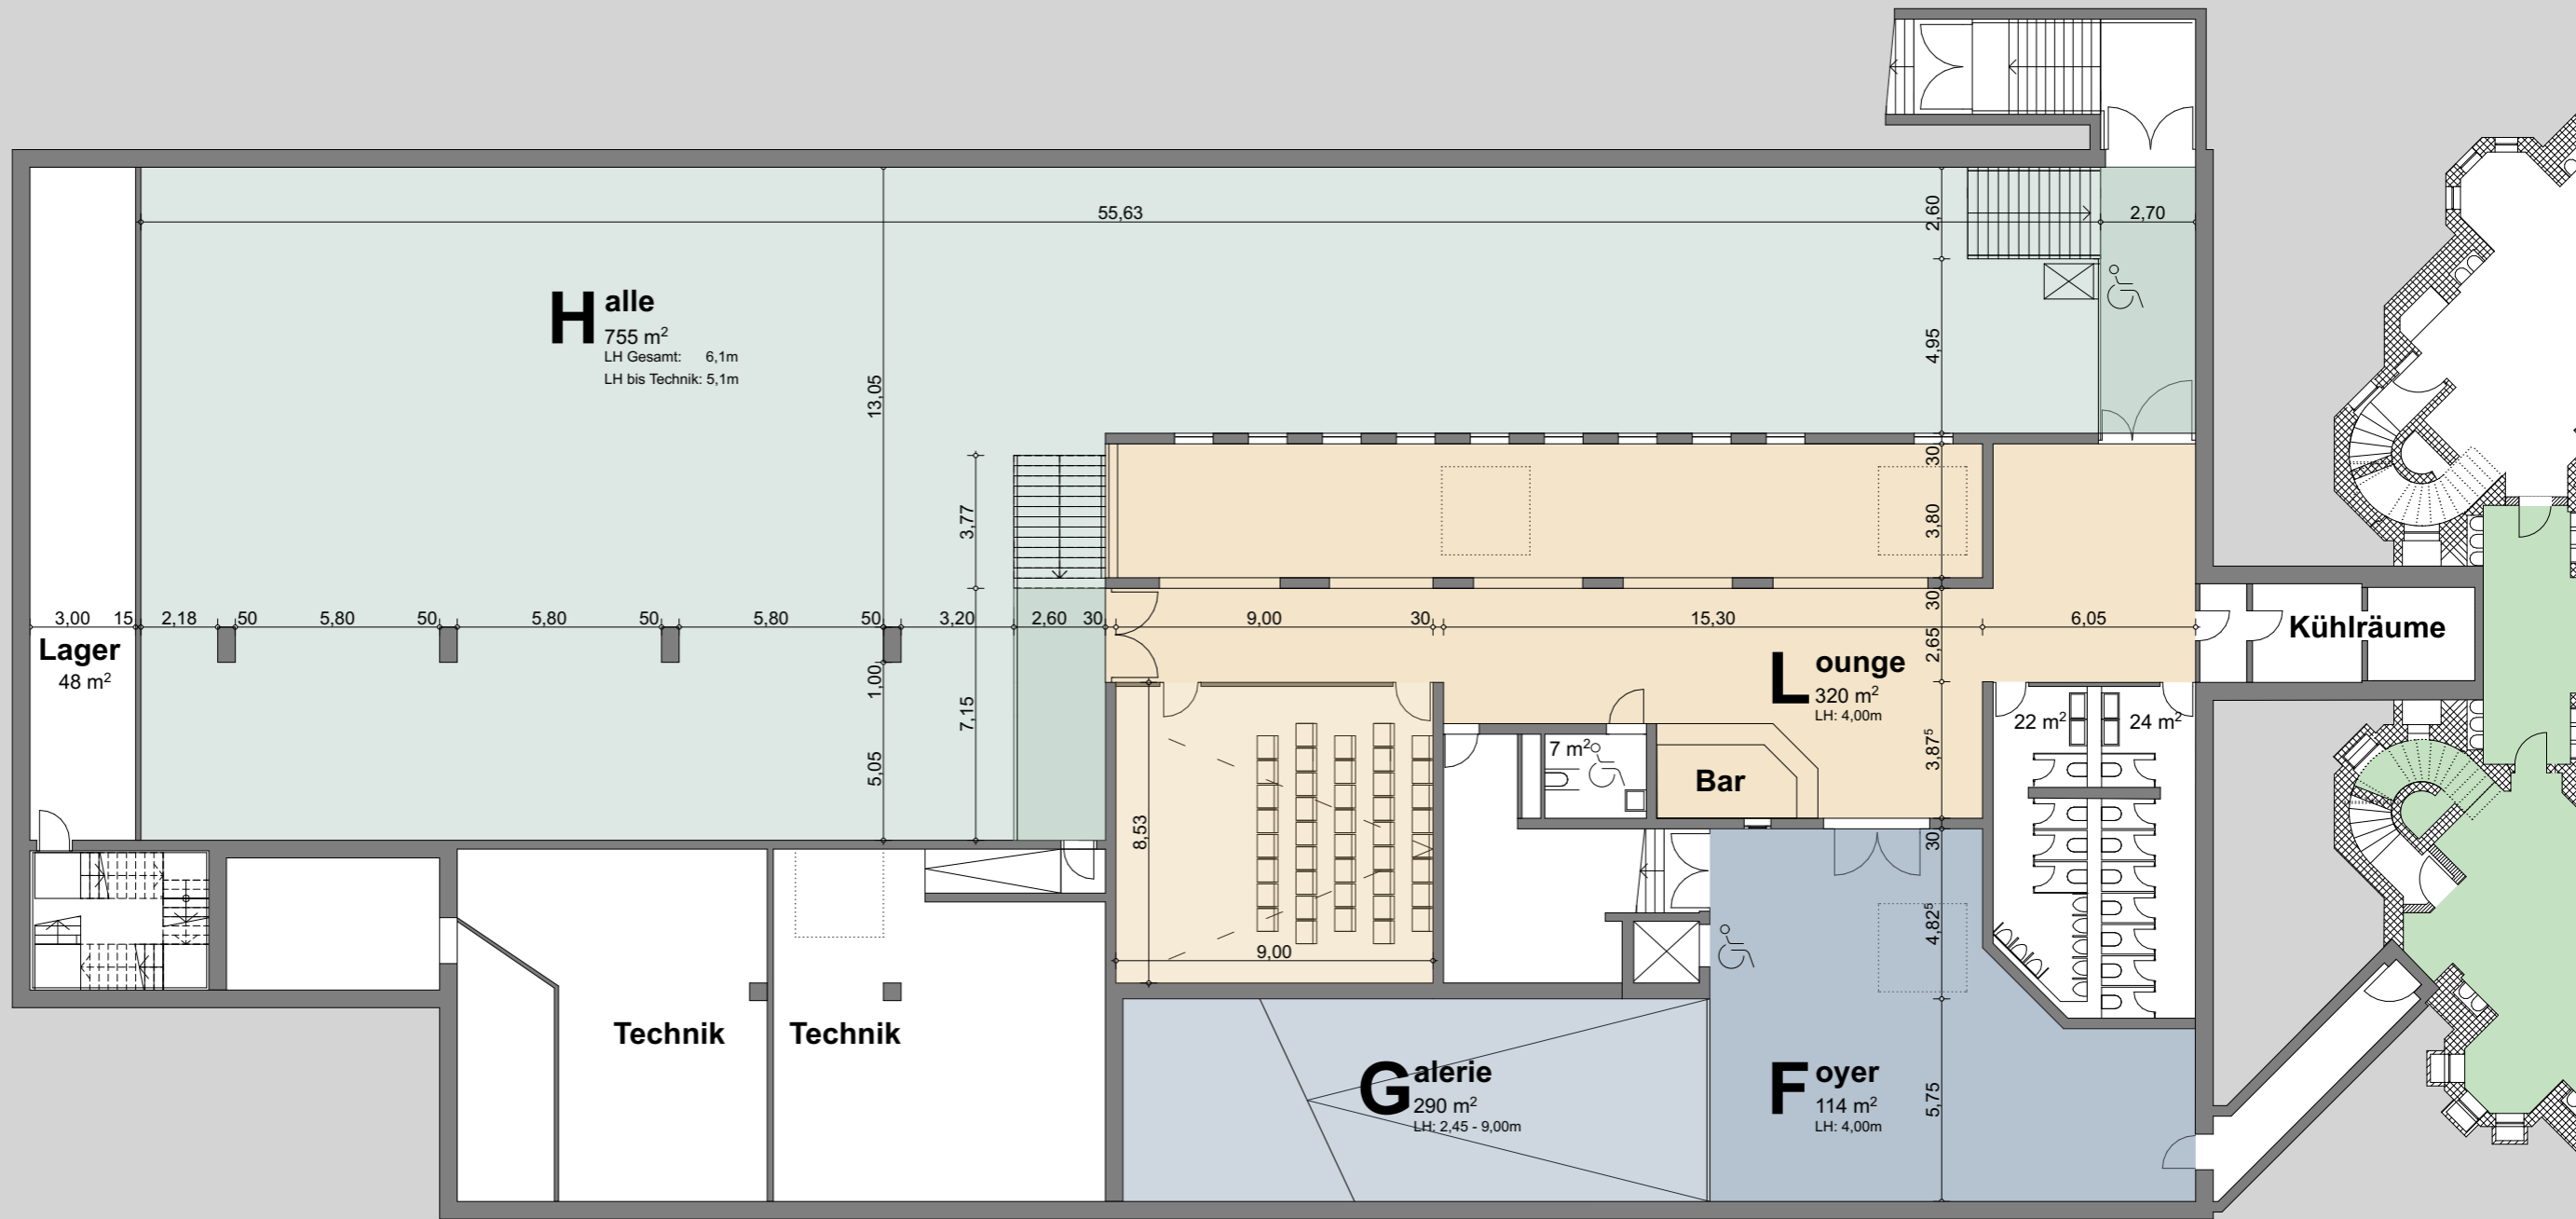 55,63
2,60
2,70
Halle
755 m²
LH Gesamt: 6,1m
LH bis Technik: 5,1m
4,95
13,05
30
3,77
3,80
3,00 15 2,18 50 5,80 50 5,80 50 5,80 50 3,20 2,60 30 9,00 30 15,30 30 6,05
Kühlräume
Lager
48 m²
2,65
Lounge
320 m²
LH: 4,00m
1,00
7,15
22 m²
24 m²
7 m²
3,87⁵
5,05
Bar
8,53
30
4,82⁵
9,00
Technik
Technik
Galerie
290 m²
LH: 2,45 - 9,00m
Foyer
114 m²
LH: 4,00m
5,75